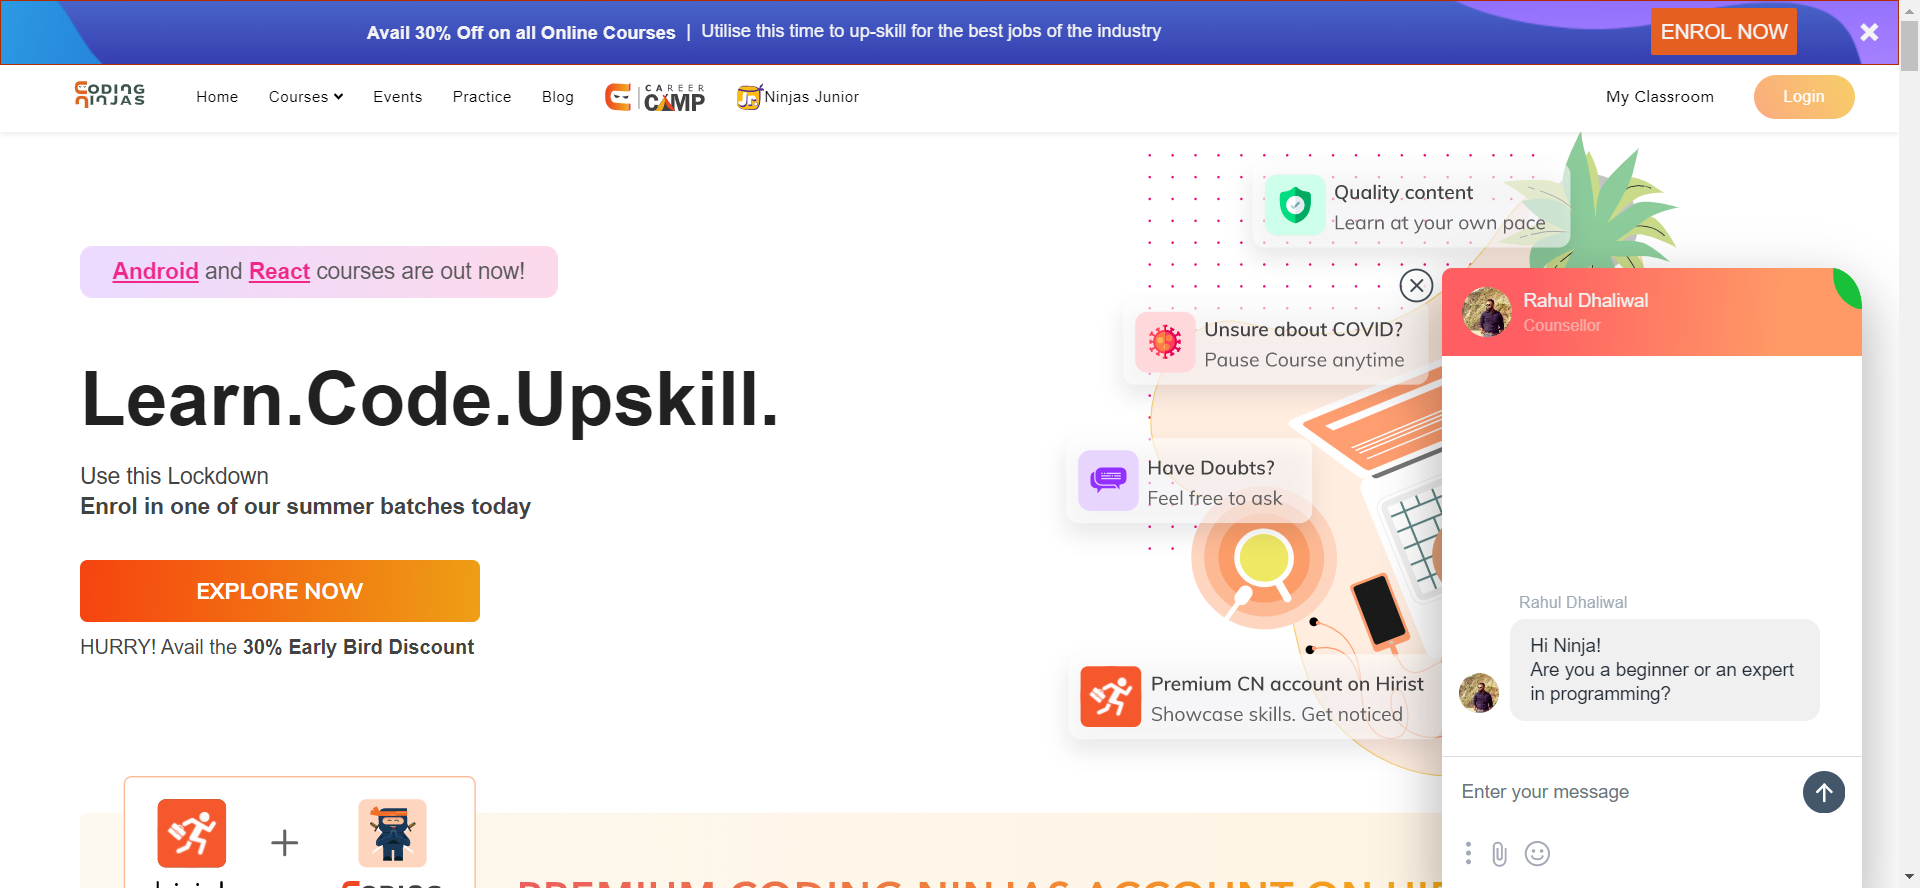 Avail 30% Off on all Online Courses | Utilise this time to up-skill for the best jobs of the industry
ENROL NOW
CODING NINJAS
Home
Courses
Events
Practice
Blog
CAREER CAMP
Ninjas Junior
My Classroom
Login
Android and React courses are out now!
Learn.Code.Upskill.
Use this Lockdown
Enrol in one of our summer batches today
EXPLORE NOW
HURRY! Avail the 30% Early Bird Discount
Quality content
Learn at your own pace
Unsure about COVID?
Pause Course anytime
Have Doubts?
Feel free to ask
Premium CN account on Hirist
Showcase skills. Get noticed
Rahul Dhaliwal
Counsellor
Rahul Dhaliwal
Hi Ninja!
Are you a beginner or an expert
in programming?
Enter your message
+
PREMIUM CODING NINJAS ACCOUNT ON